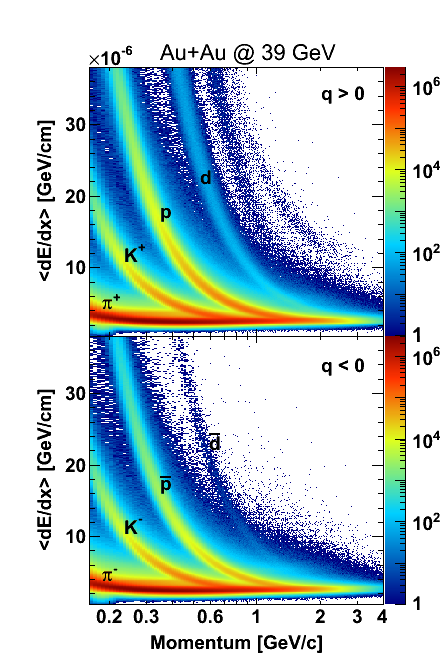 ×10⁻⁶ Au+Au @ 39 GeV
q > 0
10⁶
30
<dE/dx> [GeV/cm]
d
10⁴
20
p
K⁺
10²
10
π⁺
1
q < 0
10⁶
30
<dE/dx> [GeV/cm]
d̅
10⁴
20
p̅
K⁻
10²
10
π⁻
1
0.2 0.3 0.6 1 2 3 4
Momentum [GeV/c]